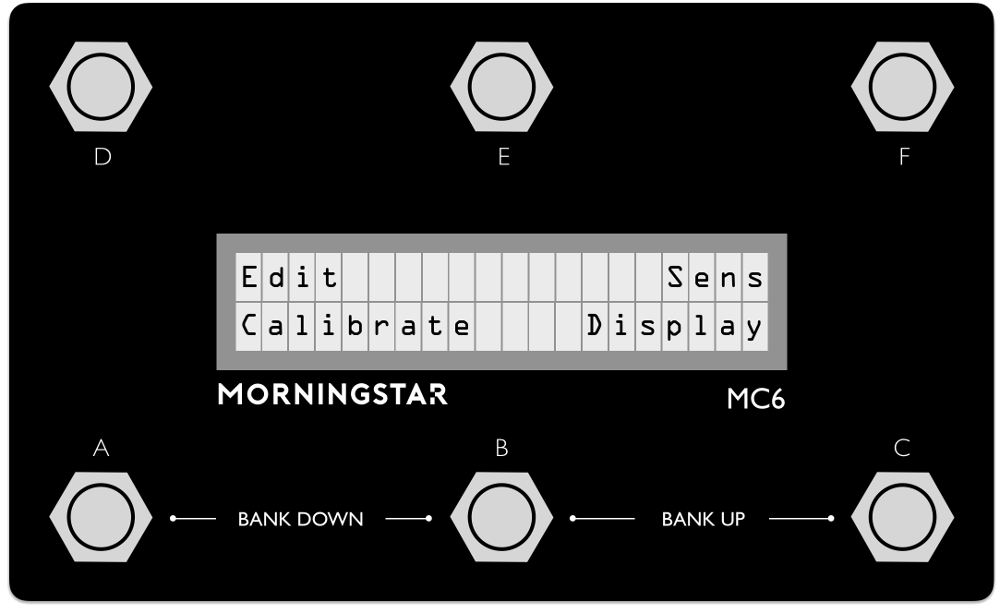 D E F
Edit Sens
Calibrate Display
MORNINGSTAR MC6
A B C
BANK DOWN BANK UP